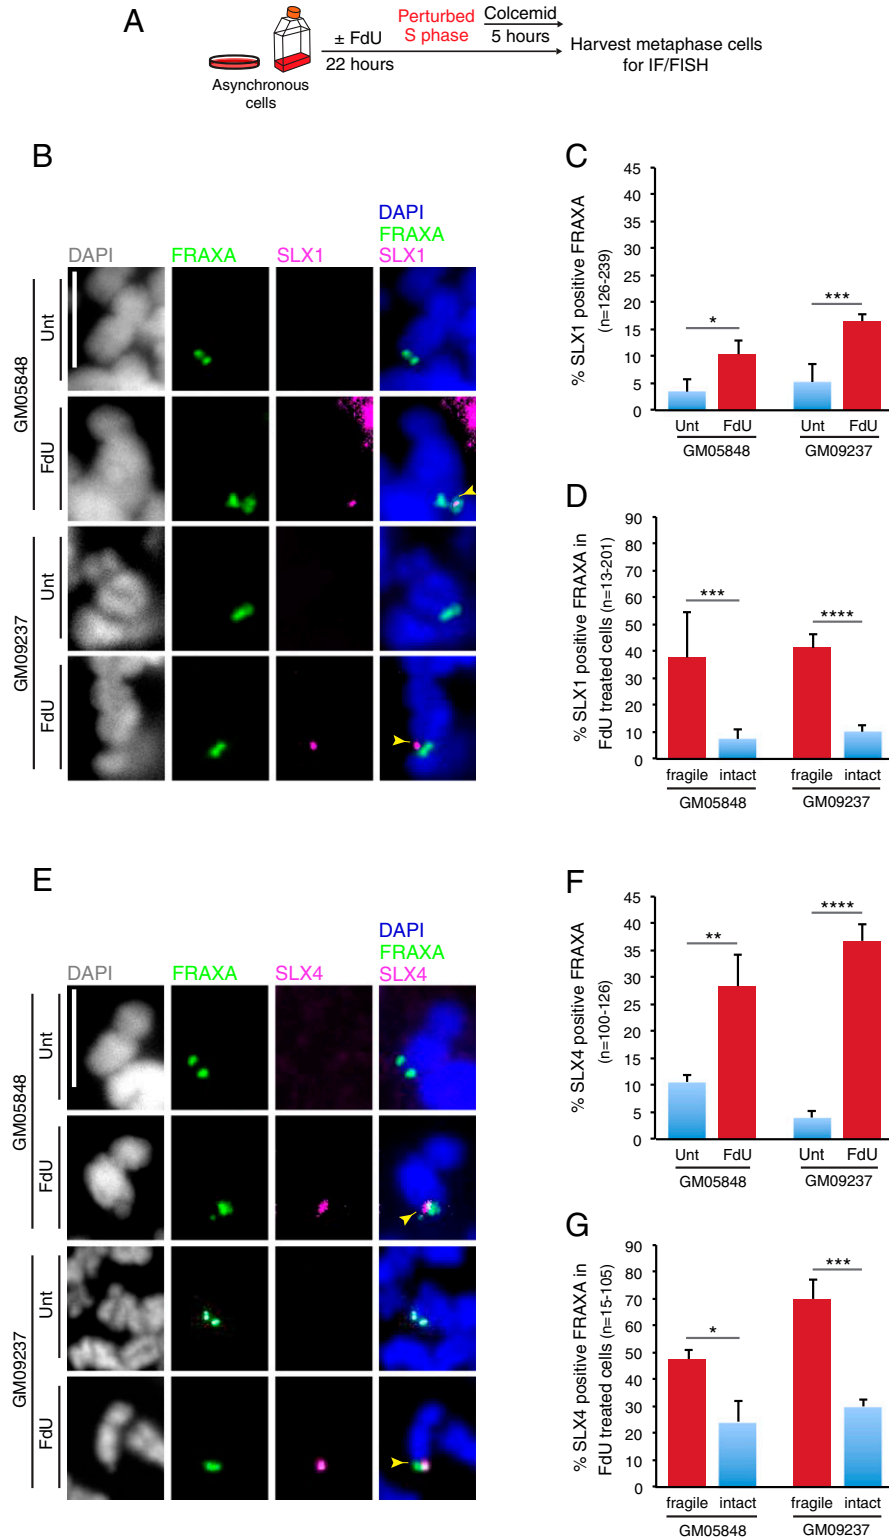 A
± FdU
22 hours
Perturbed
S phase
Colcemid
5 hours
Asynchronous
cells
Harvest metaphase cells
for IF/FISH
B
DAPI
FRAXA
SLX1
DAPI
FRAXA
SLX1
GM05848
Unt
FdU
GM09237
Unt
FdU
C
% SLX1 positive FRAXA
(n=126-239)
45
40
35
30
25
20
15
10
5
0
*
***
Unt FdU Unt FdU
GM05848 GM09237
D
% SLX1 positive FRAXA in
FdU treated cells (n=13-201)
90
80
70
60
50
40
30
20
10
0
***
****
fragile intact fragile intact
GM05848 GM09237
E
DAPI
FRAXA
SLX4
DAPI
FRAXA
SLX4
GM05848
Unt
FdU
GM09237
Unt
FdU
F
% SLX4 positive FRAXA
(n=100-126)
45
40
35
30
25
20
15
10
5
0
**
****
Unt FdU Unt FdU
GM05848 GM09237
G
% SLX4 positive FRAXA in
FdU treated cells (n=15-105)
90
80
70
60
50
40
30
20
10
0
*
***
fragile intact fragile intact
GM05848 GM09237